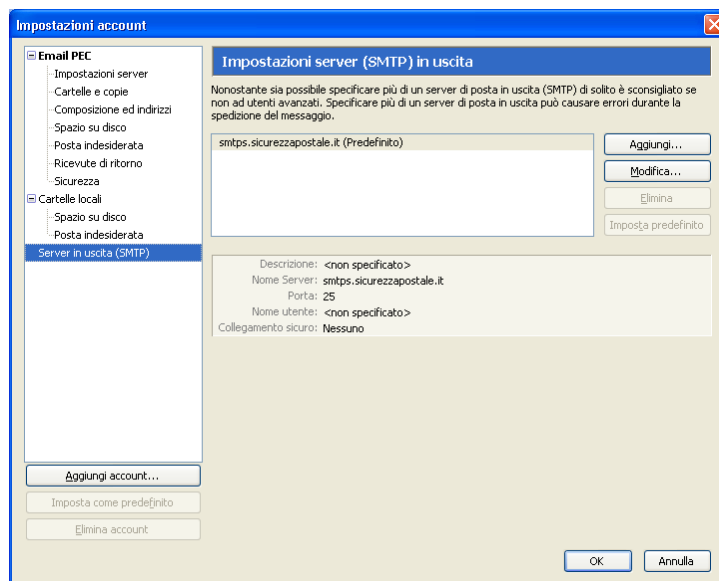 Impostazioni account
Email PEC
Impostazioni server
Cartelle e copie
Composizione ed indirizzi
Spazio su disco
Posta indesiderata
Ricevute di ritorno
Sicurezza
Cartelle locali
Spazio su disco
Posta indesiderata
Server in uscita (SMTP)
Aggiungi account...
Imposta come predefinito
Elimina account
Impostazioni server (SMTP) in uscita
Nonostante sia possibile specificare più di un server di posta in uscita (SMTP) di solito è sconsigliato se
non ad utenti avanzati. Specificare più di un server di posta in uscita può causare errori durante la
spedizione del messaggio.
smtps.sicurezzapostale.it (Predefinito)
Aggiungi...
Modifica...
Elimina
Imposta predefinito
Descrizione: <non specificato>
Nome Server: smtps.sicurezzapostale.it
Porta: 25
Nome utente: <non specificato>
Collegamento sicuro: Nessuno
OK
Annulla